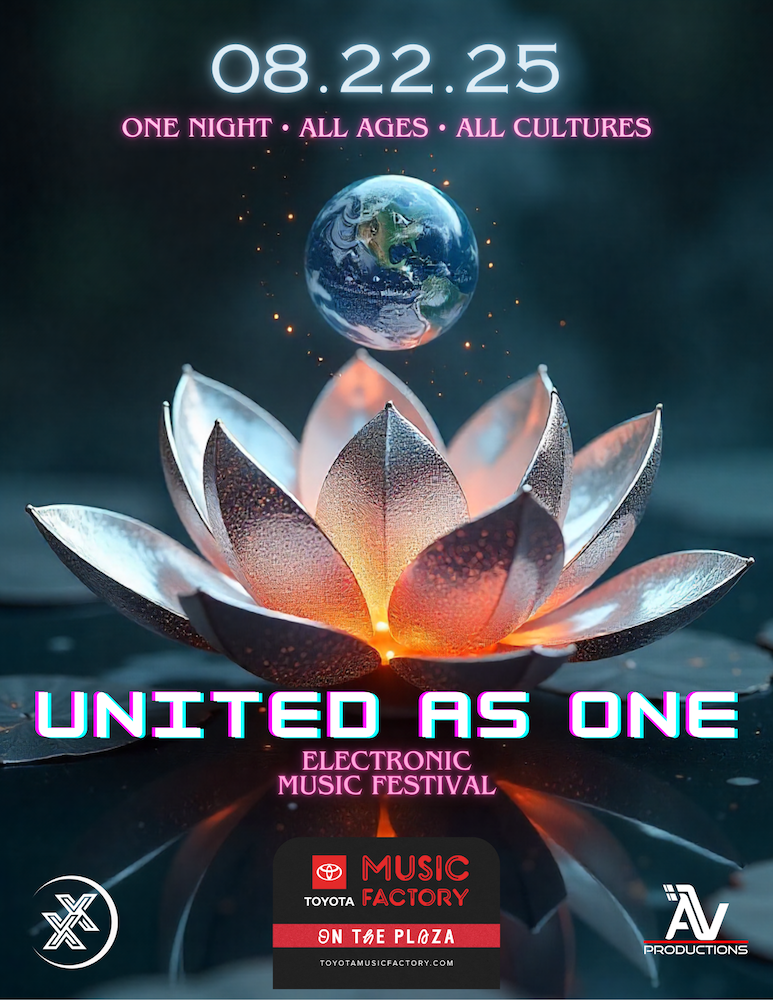 08.22.25
ONE NIGHT • ALL AGES • ALL CULTURES
UNITED AS ONE
ELECTRONIC
MUSIC FESTIVAL
TOYOTA
MUSIC
FACTORY
ON THE PLAZA
TOYOTAMUSICFACTORY.COM
XX
AV
PRODUCTIONS